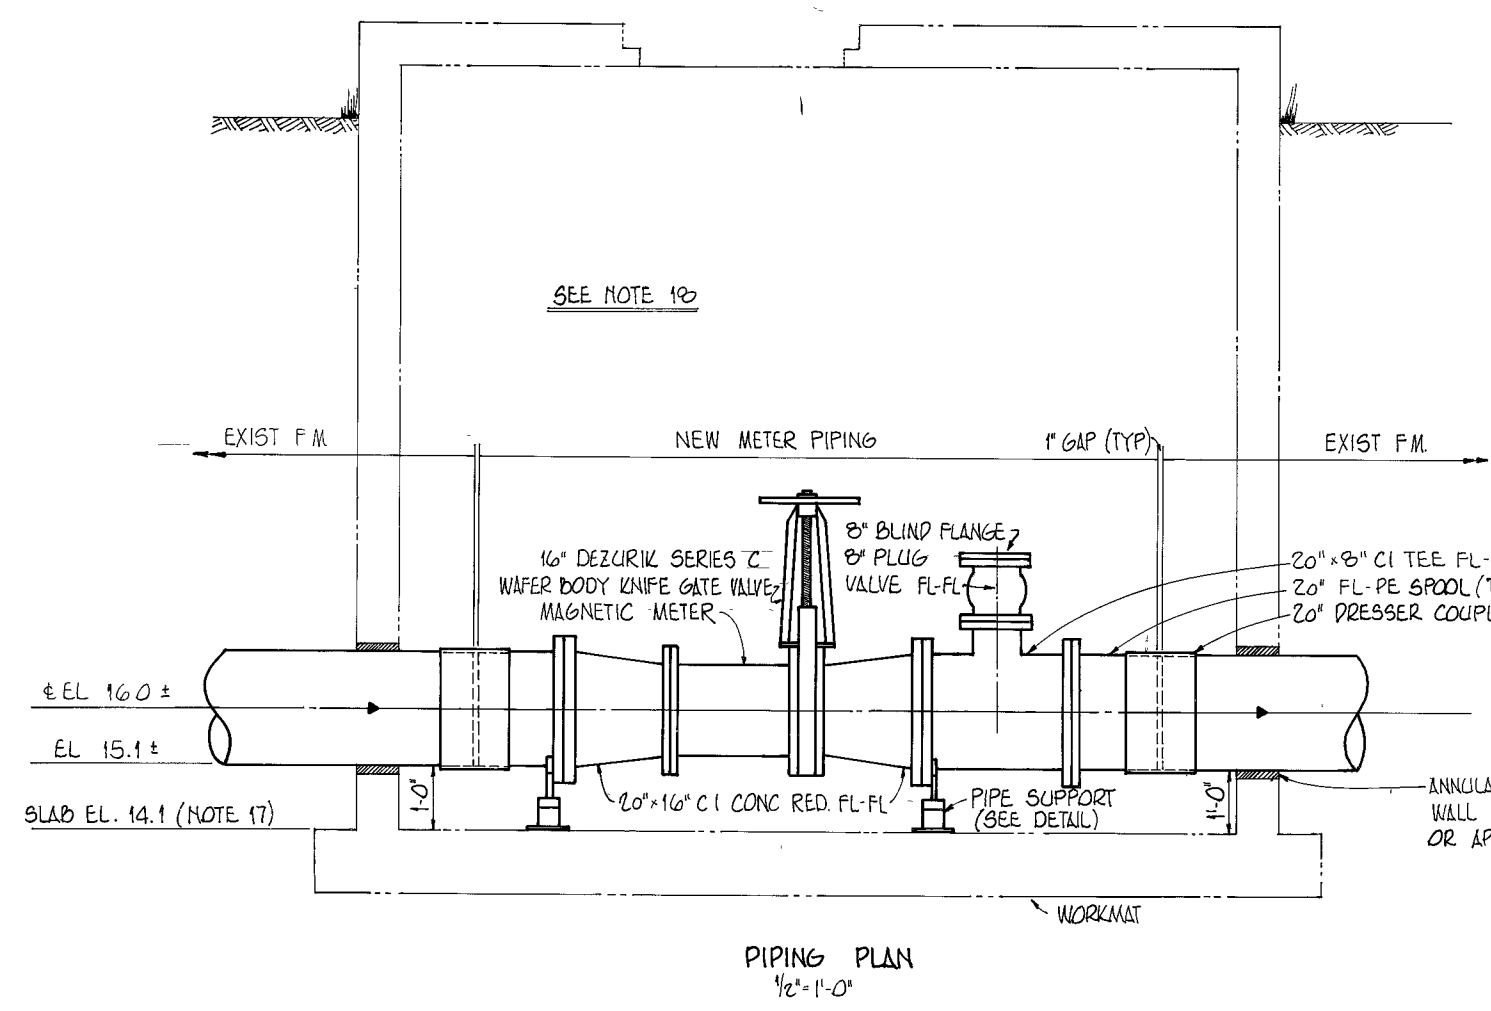 SEE NOTE 18
EXIST F M.
NEW METER PIPING
1" GAP (TYP)
EXIST F M.
8" BLIND FLANGE
8" PLUG
VALVE FL-FL
16" DEZURIK SERIES C
WAFER BODY KNIFE GATE VALVE
MAGNETIC METER
20"x8" CI TEE FL-
20" FL-PE SPOOL (T
20" DRESSER COUPL
℄ EL 16.0 ±
EL 15.1 ±
SLAB EL. 14.1 (NOTE 17)
1'-0"
20"x16" C I CONC RED. FL-FL
PIPE SUPPORT
(SEE DETAIL)
1'-0"
ANNULA
WALL
OR AP
WORKMAT
PIPING PLAN
1/2"=1'-0"